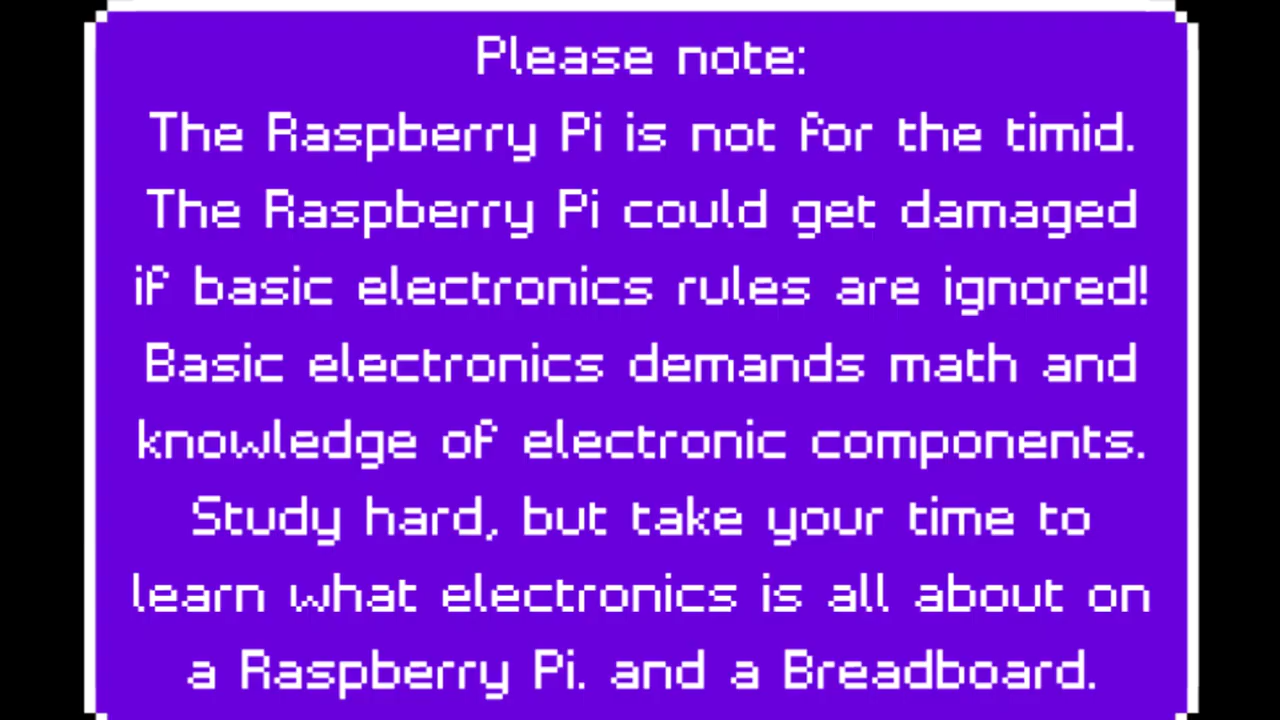 Please note:
The Raspberry Pi is not for the timid.
The Raspberry Pi could get damaged
if basic electronics rules are ignored!
Basic electronics demands math and
knowledge of electronic components.
Study hard, but take your time to
learn what electronics is all about on
a Raspberry Pi. and a Breadboard.